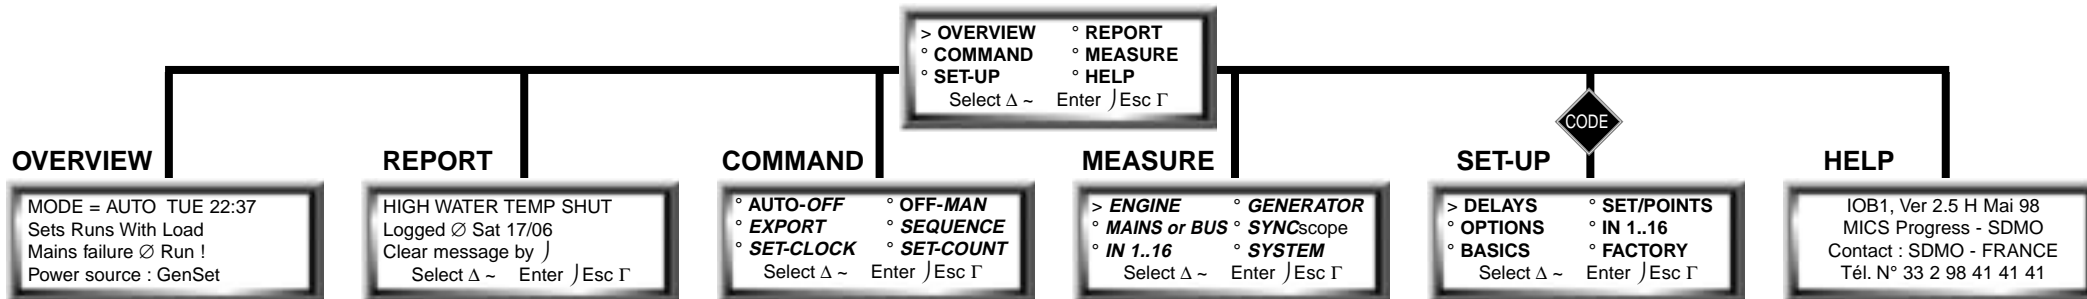 > OVERVIEW ° REPORT
° COMMAND ° MEASURE
° SET-UP ° HELP
Select Δ ~ Enter ⌡Esc Γ
CODE
OVERVIEW
MODE = AUTO TUE 22:37
Sets Runs With Load
Mains failure ∅ Run !
Power source : GenSet
REPORT
HIGH WATER TEMP SHUT
Logged ∅ Sat 17/06
Clear message by ⌡
Select Δ ~ Enter ⌡Esc Γ
COMMAND
° AUTO-OFF ° OFF-MAN
° EXPORT ° SEQUENCE
° SET-CLOCK ° SET-COUNT
Select Δ ~ Enter ⌡Esc Γ
MEASURE
> ENGINE ° GENERATOR
° MAINS or BUS ° SYNCscope
° IN 1..16 ° SYSTEM
Select Δ ~ Enter ⌡Esc Γ
SET-UP
> DELAYS ° SET/POINTS
° OPTIONS ° IN 1..16
° BASICS ° FACTORY
Select Δ ~ Enter ⌡Esc Γ
HELP
IOB1, Ver 2.5 H Mai 98
MICS Progress - SDMO
Contact : SDMO - FRANCE
Tél. N° 33 2 98 41 41 41